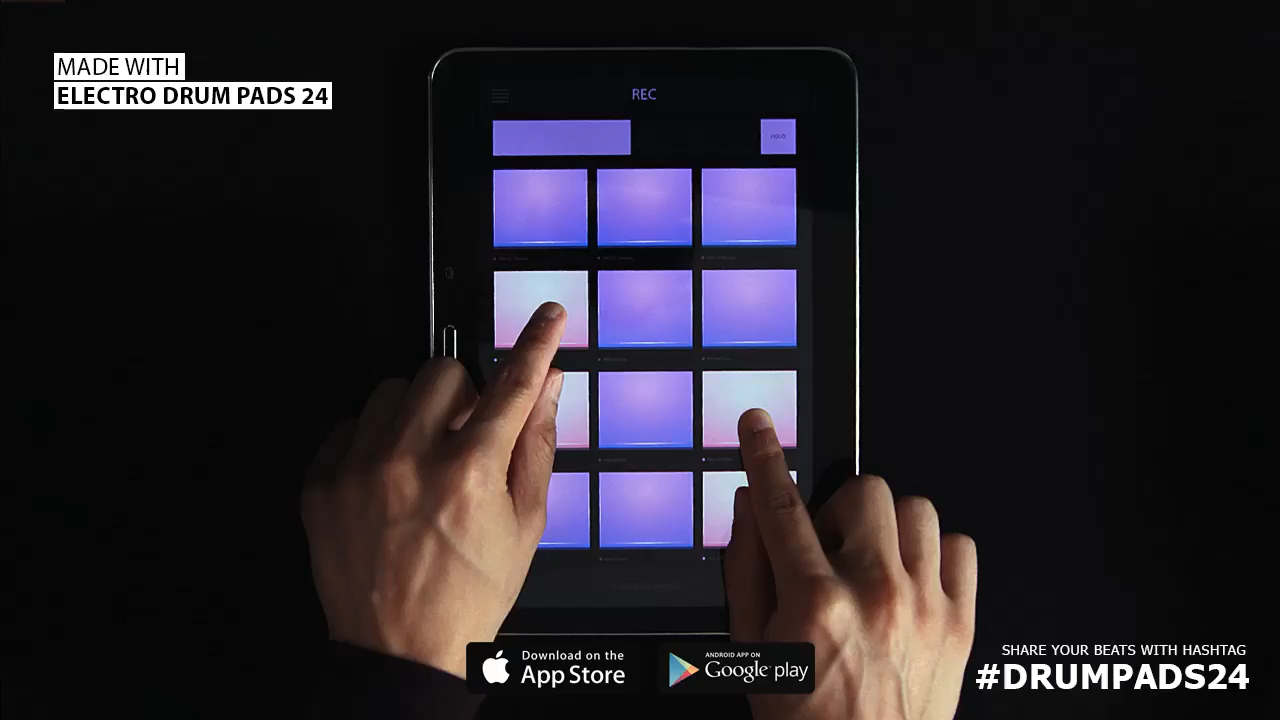 MADE WITH
ELECTRO DRUM PADS 24
REC
HOLD
Download on the
App Store
ANDROID APP ON
Google play
SHARE YOUR BEATS WITH HASHTAG
#DRUMPADS24